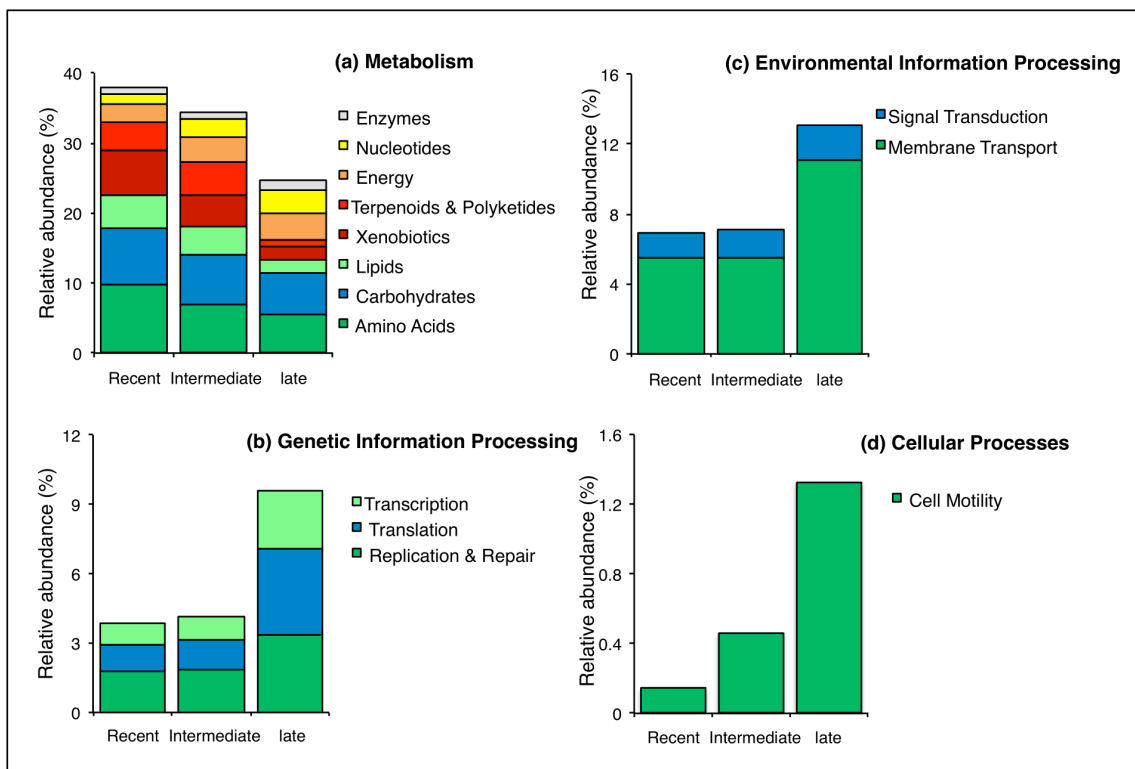 (a) Metabolism
Relative abundance (%)
40
30
20
10
0
Enzymes
Nucleotides
Energy
Terpenoids & Polyketides
Xenobiotics
Lipids
Carbohydrates
Amino Acids
Recent Intermediate late
(c) Environmental Information Processing
Relative abundance (%)
16
12
8
4
0
Signal Transduction
Membrane Transport
Recent Intermediate late
(b) Genetic Information Processing
Relative abundance (%)
12
9
6
3
0
Transcription
Translation
Replication & Repair
Recent Intermediate late
(d) Cellular Processes
Relative abundance (%)
1.6
1.2
0.8
0.4
0
Cell Motility
Recent Intermediate late